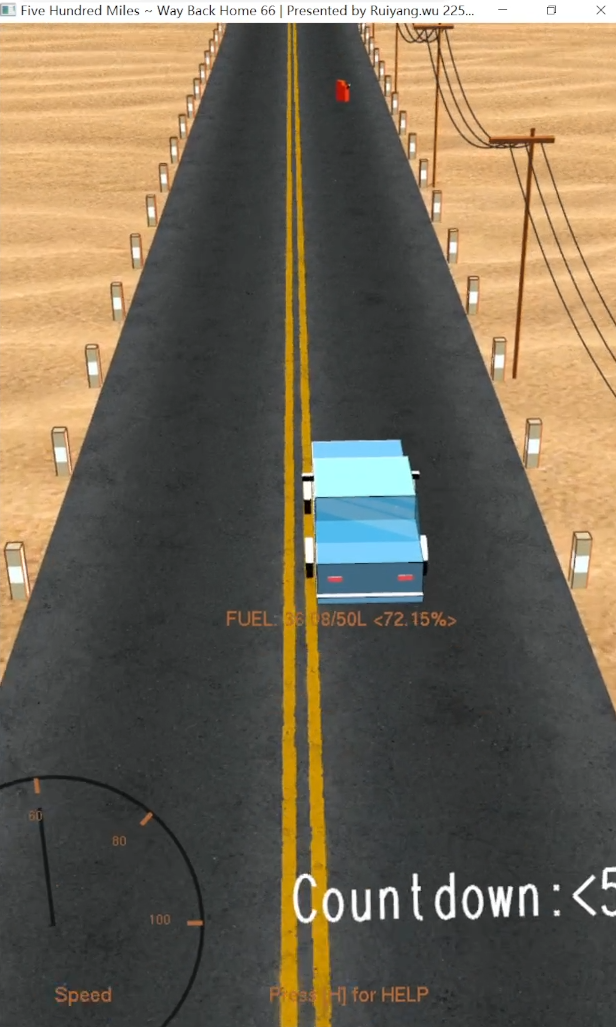 Five Hundred Miles ~ Way Back Home 66 | Presented by Ruiyang.wu 225...
FUEL: 36.08/50L <72.15%>
60
80
100
Countdown:<5
Speed
Press [H] for HELP